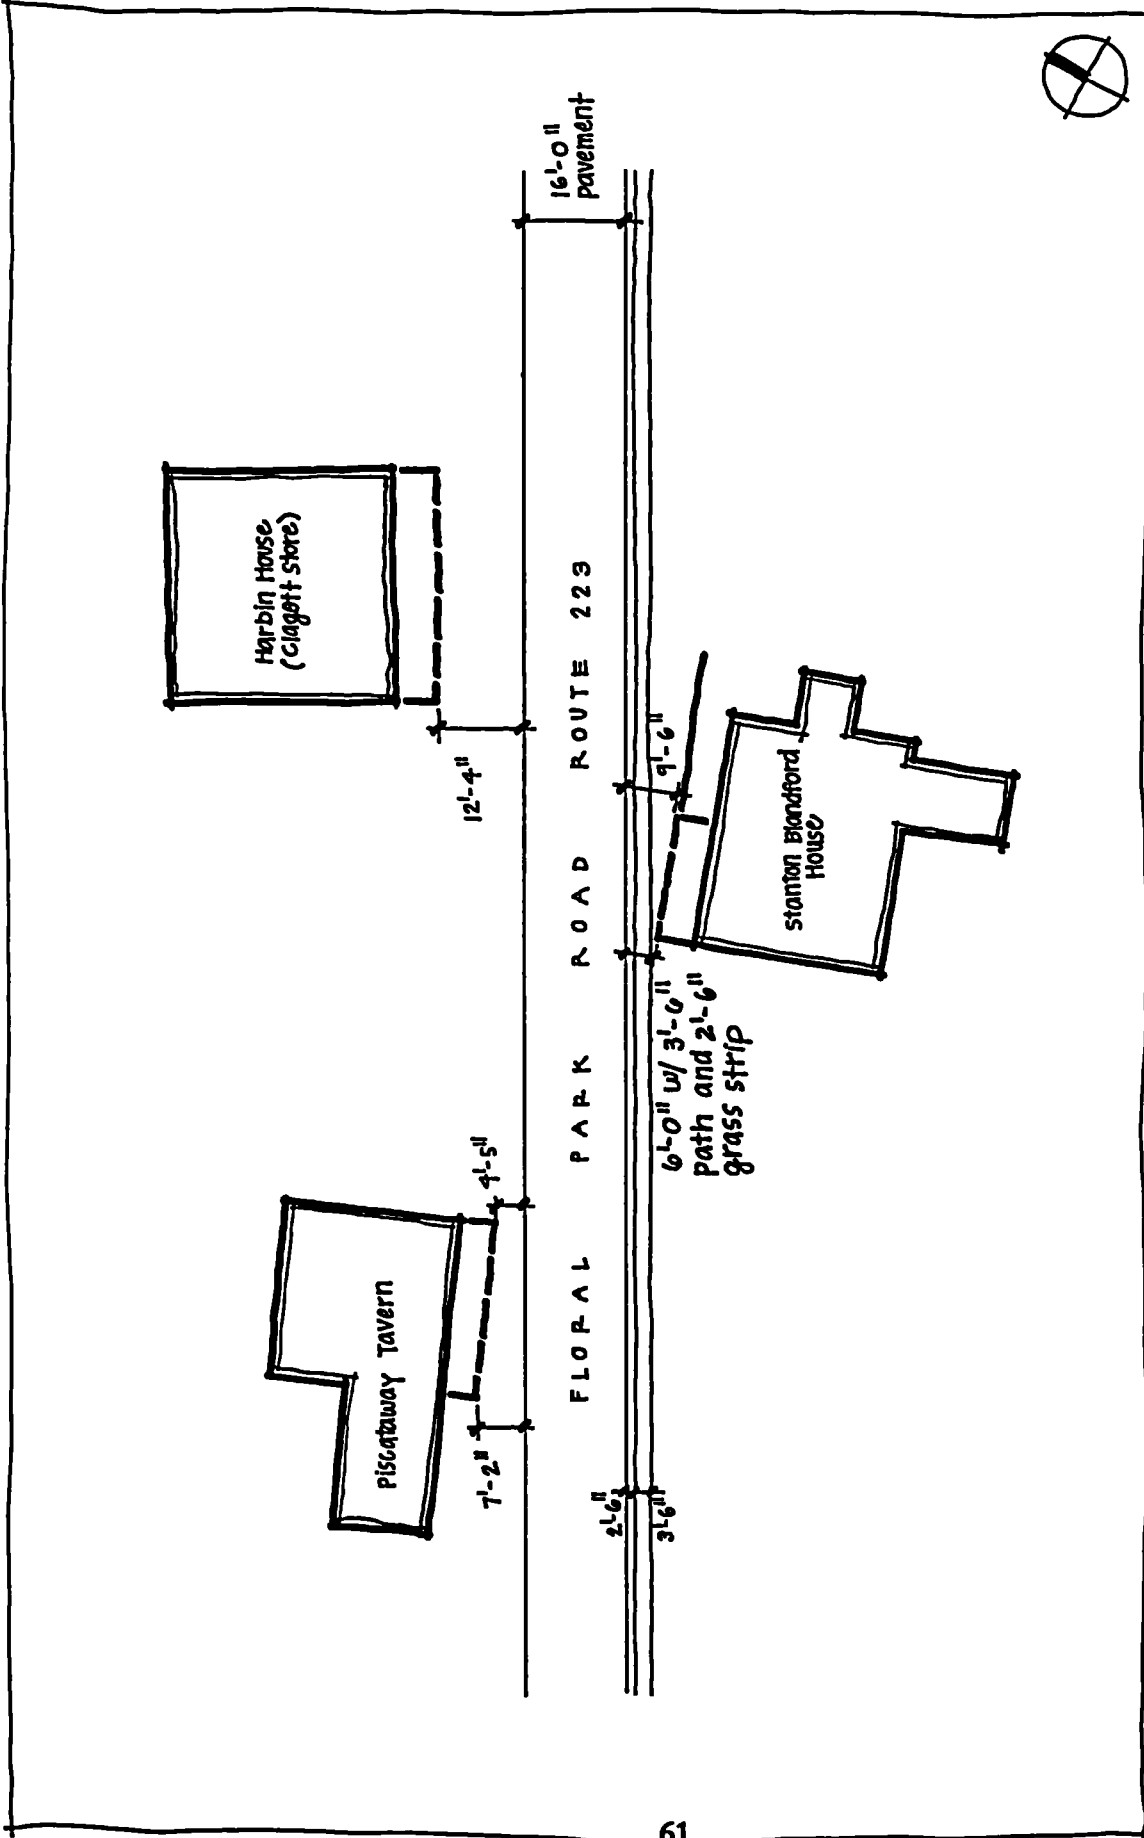 16'-0"
pavement
Harbin House
(Clagett Store)
12'-4"
FLORAL PARK ROAD ROUTE 223
9'-6"
Stanton Blandford
House
6'-0" w/ 3'-6"
path and 2'-6"
grass strip
4'-5"
Piscataway Tavern
7'-2"
2'-6"
3'-6"
61